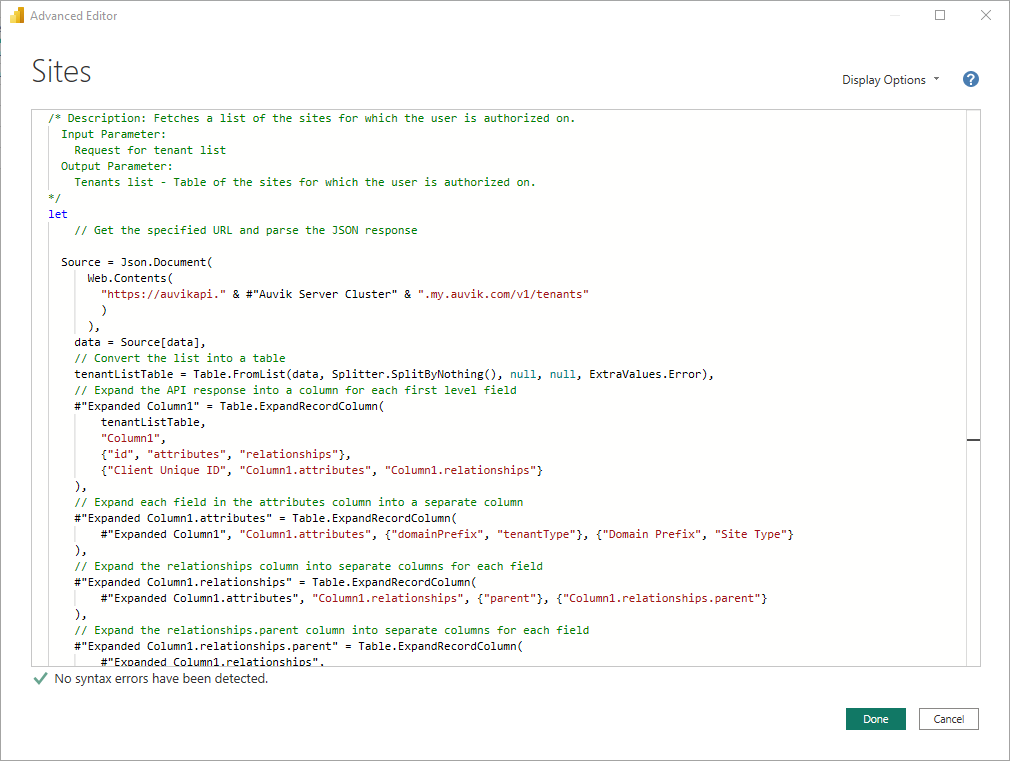 Advanced Editor
Sites
Display Options
?
/* Description: Fetches a list of the sites for which the user is authorized on.
Input Parameter:
Request for tenant list
Output Parameter:
Tenants list - Table of the sites for which the user is authorized on.
*/
let
// Get the specified URL and parse the JSON response
Source = Json.Document(
Web.Contents(
"https://auvikapi." & #"Auvik Server Cluster" & ".my.auvik.com/v1/tenants"
)
),
data = Source[data],
// Convert the list into a table
tenantListTable = Table.FromList(data, Splitter.SplitByNothing(), null, null, ExtraValues.Error),
// Expand the API response into a column for each first level field
#"Expanded Column1" = Table.ExpandRecordColumn(
tenantListTable,
"Column1",
{"id", "attributes", "relationships"},
{"Client Unique ID", "Column1.attributes", "Column1.relationships"}
),
// Expand each field in the attributes column into a separate column
#"Expanded Column1.attributes" = Table.ExpandRecordColumn(
#"Expanded Column1", "Column1.attributes", {"domainPrefix", "tenantType"}, {"Domain Prefix", "Site Type"}
),
// Expand the relationships column into separate columns for each field
#"Expanded Column1.relationships" = Table.ExpandRecordColumn(
#"Expanded Column1.attributes", "Column1.relationships", {"parent"}, {"Column1.relationships.parent"}
),
// Expand the relationships.parent column into separate columns for each field
#"Expanded Column1.relationships.parent" = Table.ExpandRecordColumn(
#"Expanded Column1.relationships",
No syntax errors have been detected.
Done
Cancel